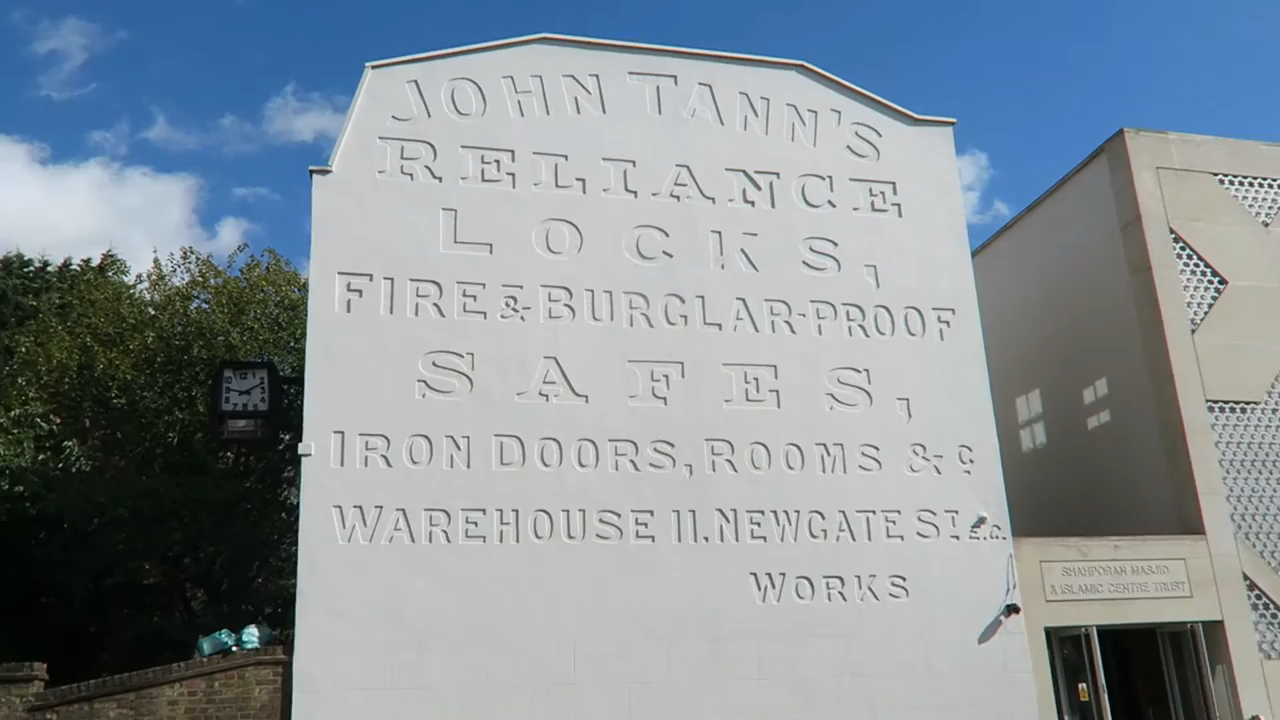 JOHN TANN'S
RELIANCE
LOCKS,
FIRE & BURGLAR-PROOF
SAFES,
IRON DOORS, ROOMS & C
WAREHOUSE 11. NEWGATE ST. E.C.
WORKS
SHAHPORAN MASJID
& ISLAMIC CENTRE TRUST